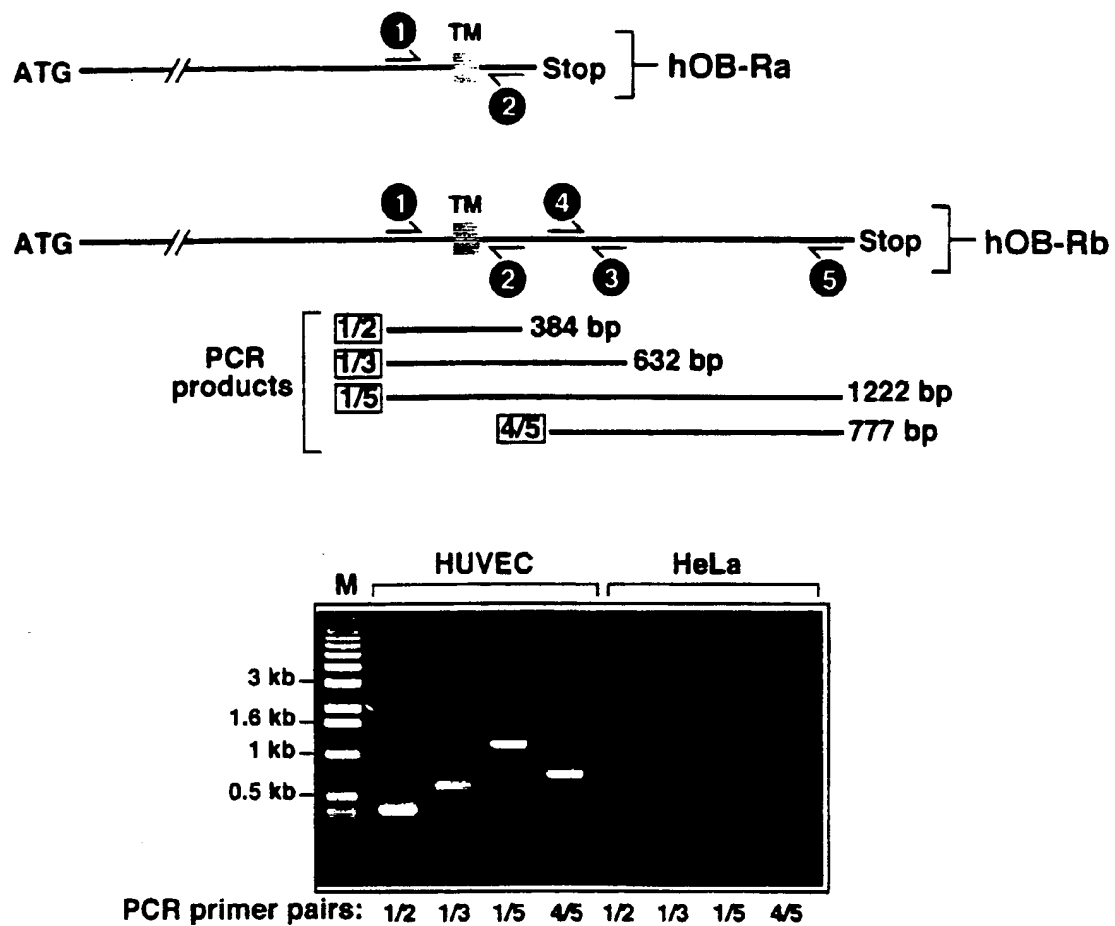 1 TM
ATG Stop hOB-Ra
2
1 TM 4
ATG Stop hOB-Rb
2 3 5
PCR products
1/2 384 bp
1/3 632 bp
1/5 1222 bp
4/5 777 bp
HUVEC HeLa
M
3 kb
1.6 kb
1 kb
0.5 kb
PCR primer pairs: 1/2 1/3 1/5 4/5 1/2 1/3 1/5 4/5